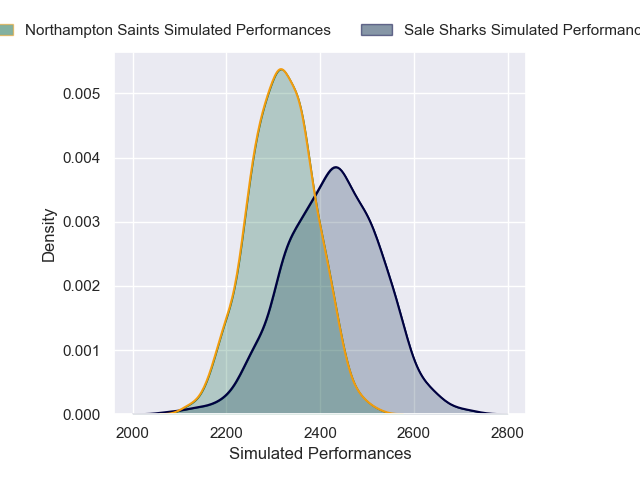 Northampton Saints Simulated Performances Sale Sharks Simulated
0.005
0.004
0.003
0.002
0.001
0.000
Density
2000 2200 2400 2600 2800
Simulated Performances